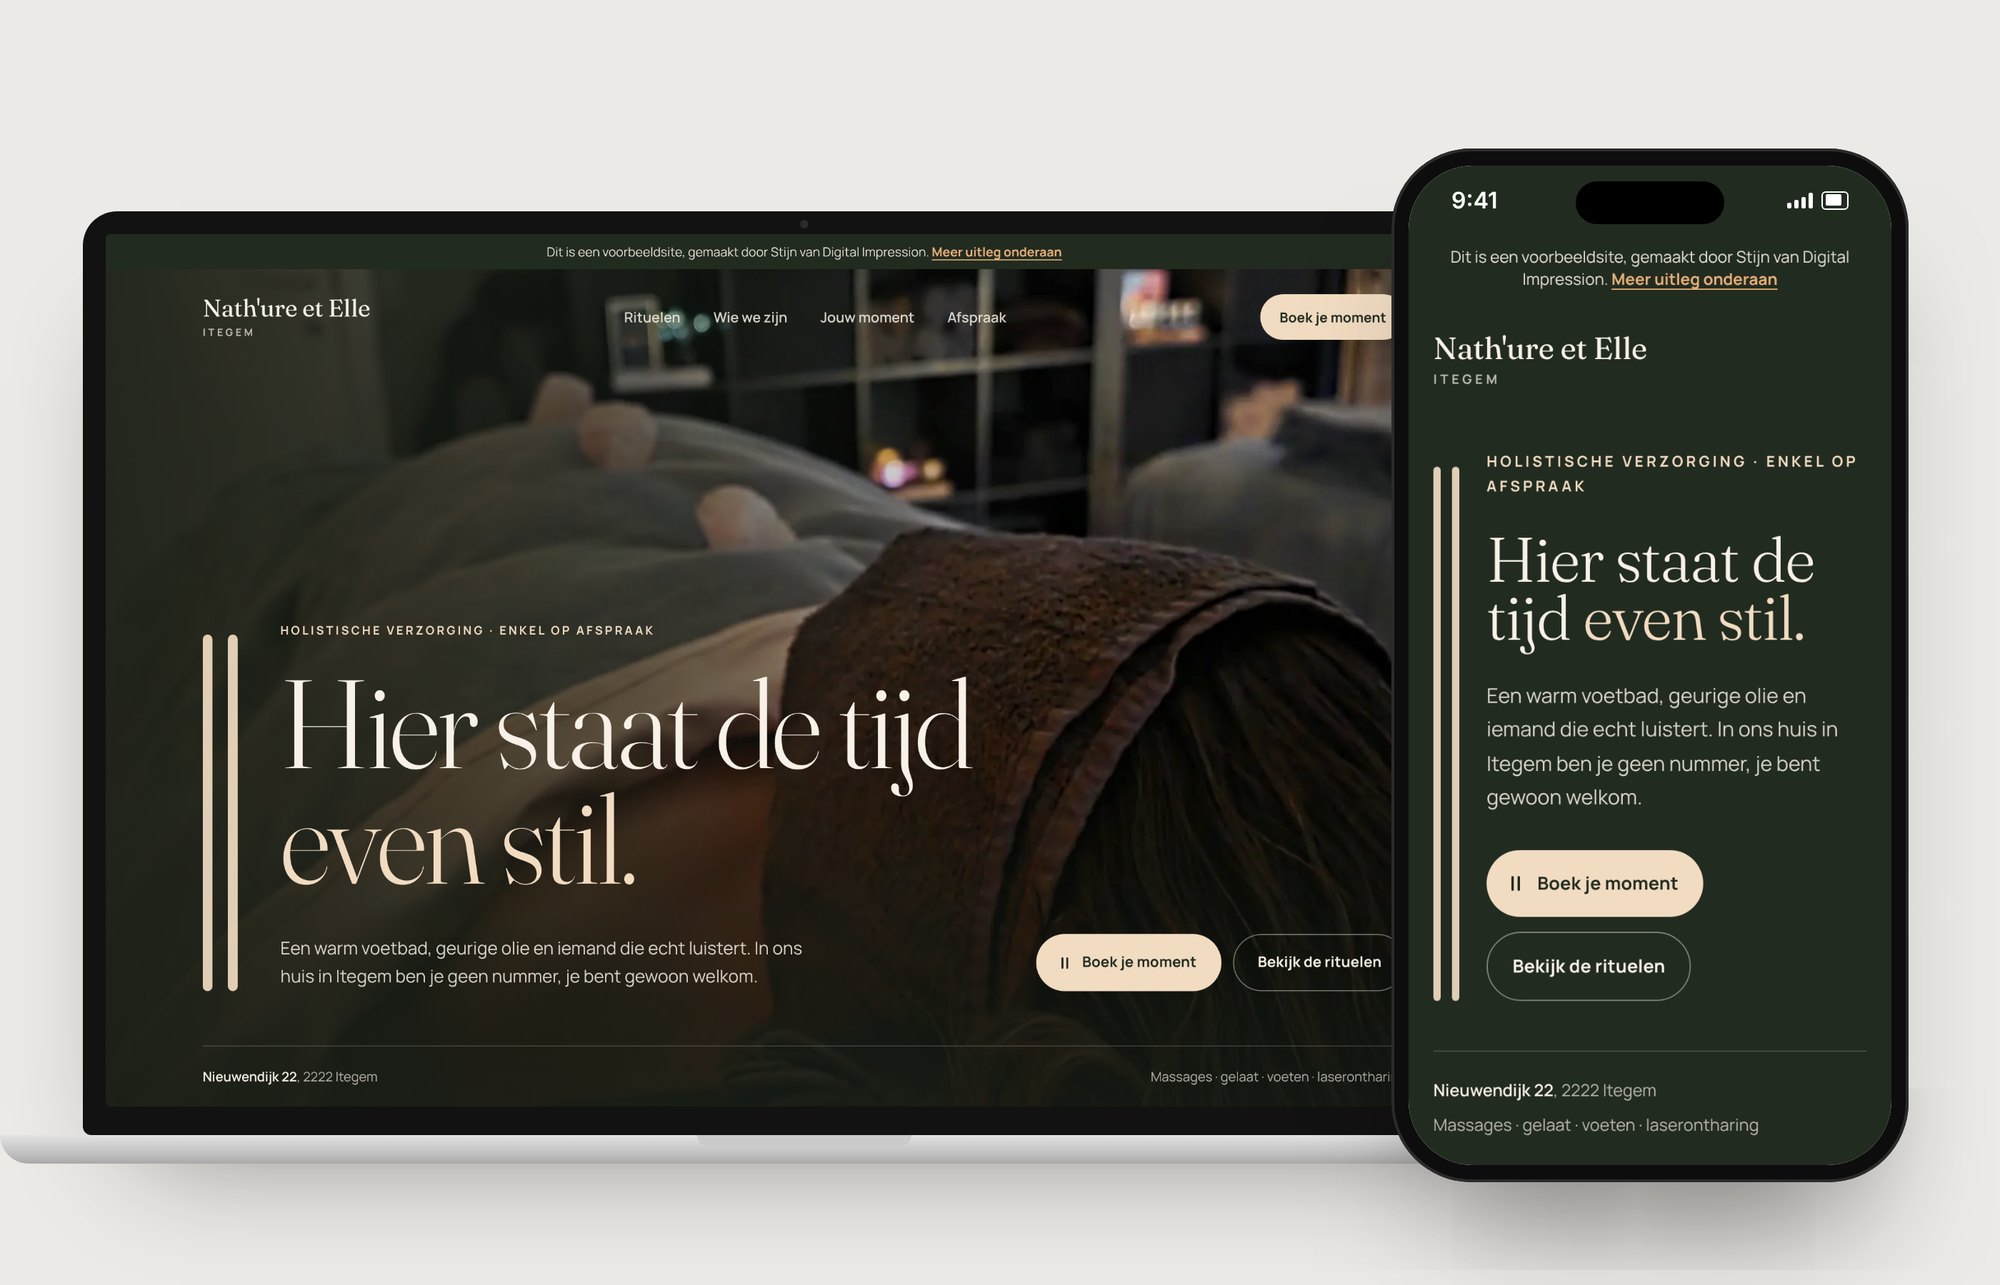 Dit is een voorbeeldsite, gemaakt door Stijn van Digital Impression. Meer uitleg onderaan
Nath'ure et Elle
ITEGEM
Rituelen
Wie we zijn
Jouw moment
Afspraak
Boek je moment
HOLISTISCHE VERZORGING · ENKEL OP AFSPRAAK
Hier staat de tijd
even stil.
Een warm voetbad, geurige olie en iemand die echt luistert. In ons
huis in Itegem ben je geen nummer, je bent gewoon welkom.
Boek je moment
Bekijk de rituelen
Nieuwendijk 22, 2222 Itegem
Massages · gelaat · voeten · laseronthari
9:41
Dit is een voorbeeldsite, gemaakt door Stijn van Digital
Impression. Meer uitleg onderaan
Nath'ure et Elle
ITEGEM
HOLISTISCHE VERZORGING · ENKEL OP
AFSPRAAK
Hier staat de
tijd even stil.
Een warm voetbad, geurige olie en
iemand die echt luistert. In ons huis in
Itegem ben je geen nummer, je bent
gewoon welkom.
Boek je moment
Bekijk de rituelen
Nieuwendijk 22, 2222 Itegem
Massages · gelaat · voeten · laserontharing